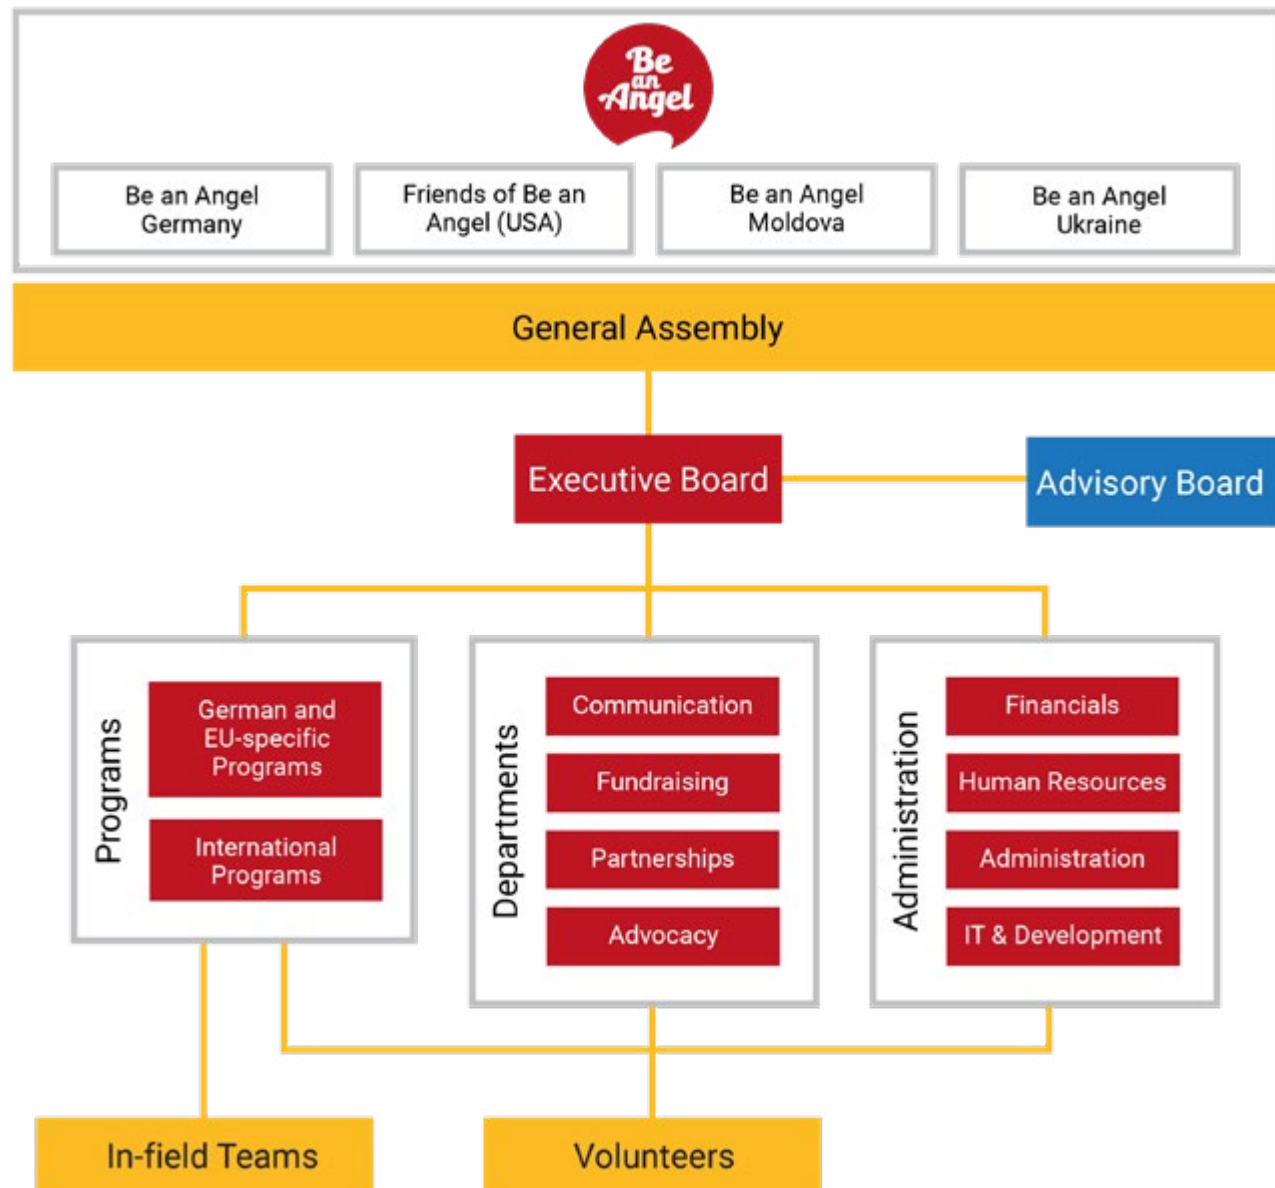 Be
an
Angel
Be an Angel
Germany
Friends of Be an
Angel (USA)
Be an Angel
Moldova
Be an Angel
Ukraine
General Assembly
Executive Board
Advisory Board
Programs
German and
EU-specific
Programs
International
Programs
Departments
Communication
Fundraising
Partnerships
Advocacy
Administration
Financials
Human Resources
Administration
IT & Development
In-field Teams
Volunteers